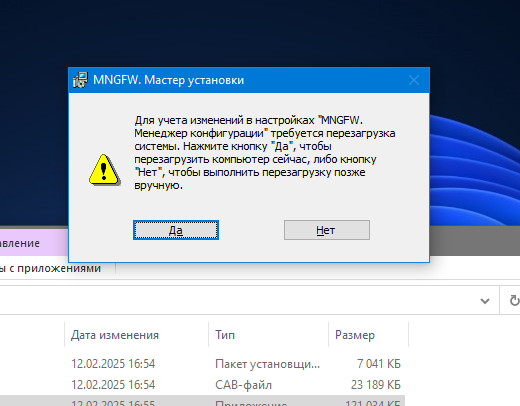 MNGFW. Мастер установки
Для учета изменений в настройках "MNGFW.
Менеджер конфигурации" требуется перезагрузка
системы. Нажмите кнопку "Да", чтобы
перезагрузить компьютер сейчас, либо кнопку
"Нет", чтобы выполнить перезагрузку позже
вручную.
Да Нет
авление
ы с приложениями
Дата изменения Тип Размер
12.02.2025 16:54 Пакет установщи... 7 041 КБ
12.02.2025 16:54 CAB-файл 23 189 КБ
12.02.2025 16:55 Приложение 121 034 КБ